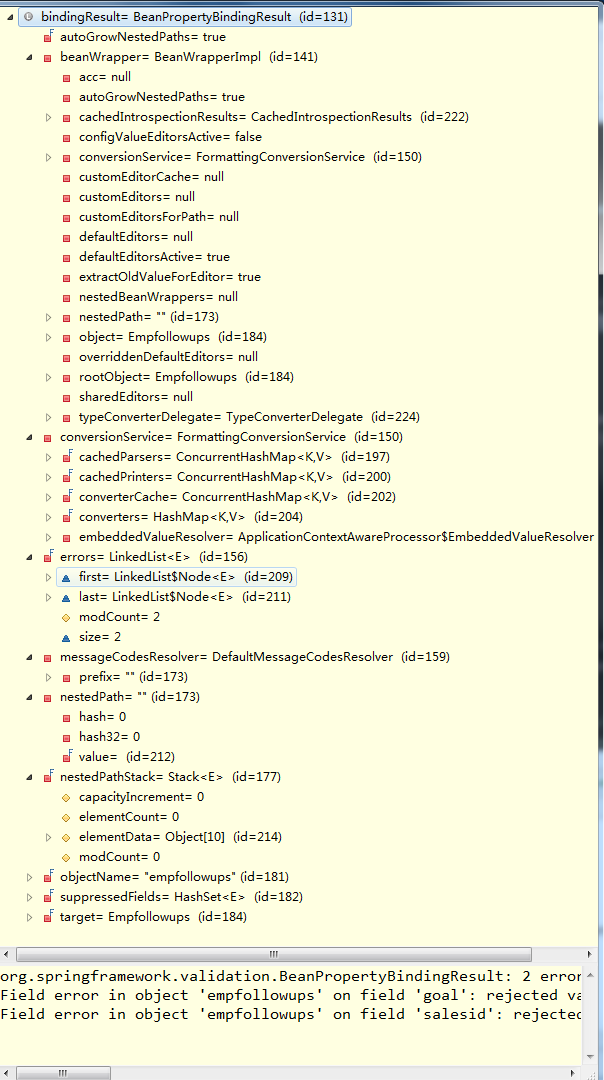 bindingResult= BeanPropertyBindingResult (id=131)
autoGrowNestedPaths= true
beanWrapper= BeanWrapperImpl (id=141)
acc= null
autoGrowNestedPaths= true
cachedIntrospectionResults= CachedIntrospectionResults (id=222)
configValueEditorsActive= false
conversionService= FormattingConversionService (id=150)
customEditorCache= null
customEditors= null
customEditorsForPath= null
defaultEditors= null
defaultEditorsActive= true
extractOldValueForEditor= true
nestedBeanWrappers= null
nestedPath= "" (id=173)
object= Empfollowups (id=184)
overriddenDefaultEditors= null
rootObject= Empfollowups (id=184)
sharedEditors= null
typeConverterDelegate= TypeConverterDelegate (id=224)
conversionService= FormattingConversionService (id=150)
cachedParsers= ConcurrentHashMap<K,V> (id=197)
cachedPrinters= ConcurrentHashMap<K,V> (id=200)
converterCache= ConcurrentHashMap<K,V> (id=202)
converters= HashMap<K,V> (id=204)
embeddedValueResolver= ApplicationContextAwareProcessor$EmbeddedValueResolver
errors= LinkedList<E> (id=156)
first= LinkedList$Node<E> (id=209)
last= LinkedList$Node<E> (id=211)
modCount= 2
size= 2
messageCodesResolver= DefaultMessageCodesResolver (id=159)
prefix= "" (id=173)
nestedPath= "" (id=173)
hash= 0
hash32= 0
value= (id=212)
nestedPathStack= Stack<E> (id=177)
capacityIncrement= 0
elementCount= 0
elementData= Object[10] (id=214)
modCount= 0
objectName= "empfollowups" (id=181)
suppressedFields= HashSet<E> (id=182)
target= Empfollowups (id=184)
org.springframework.validation.BeanPropertyBindingResult: 2 error
Field error in object 'empfollowups' on field 'goal': rejected va
Field error in object 'empfollowups' on field 'salesid': rejected